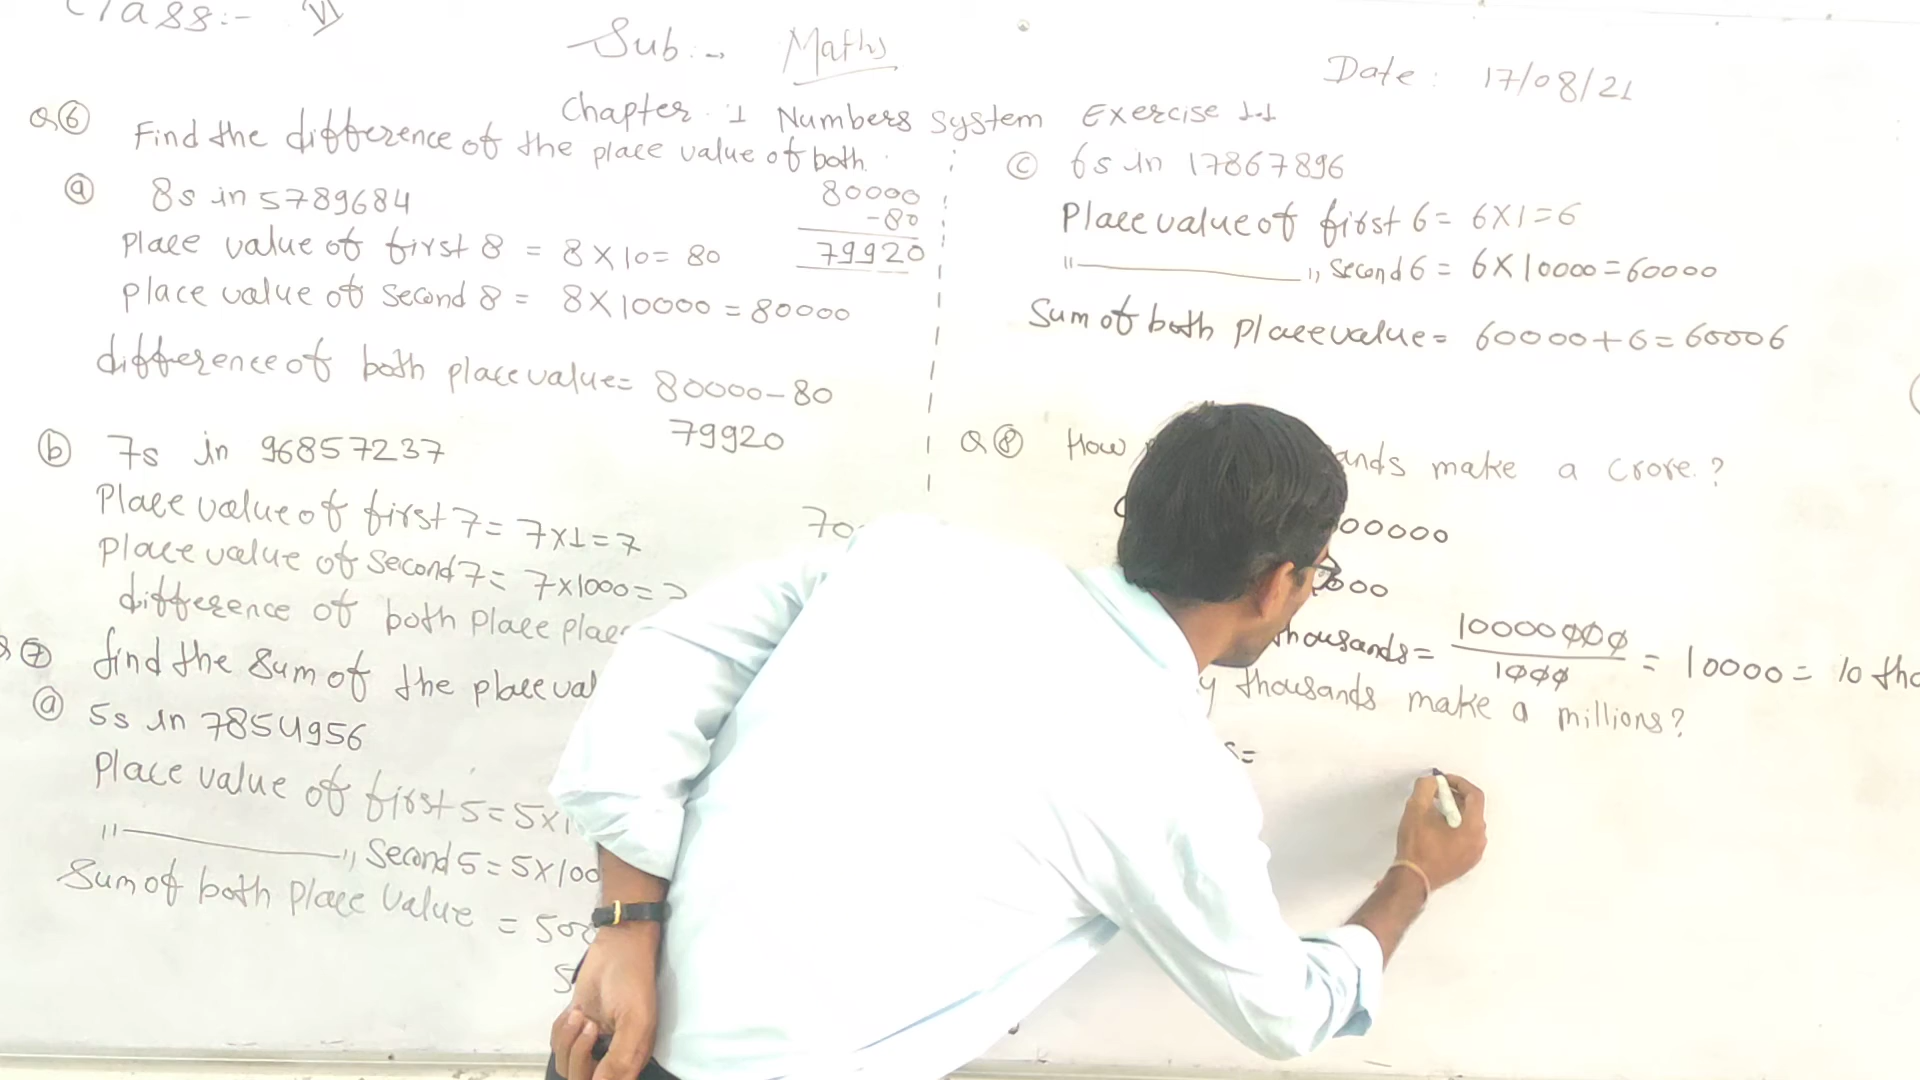 Class:- VI
Sub:- Maths
Date: 17/08/21
Chapter 1 Numbers System Exercise 1.1
Q6 Find the difference of the place value of both.
a 8s in 5789684
Place value of first 8 = 8×10= 80
place value of Second 8 = 8×10000=80000
80000
-80
79920
difference of both place value= 80000-80
79920
b 7s in 96857237
Place value of first 7= 7×1=7
place value of Second 7= 7×1000=
70
difference of both Place
7 find the Sum of the place
a 5s in 7854956
Place value of first 5=5×1
"———" Second 5=5×100
Sum of both Place Value = 500
5
c 6s in 17867896
Place value of first 6= 6×1=6
"———" Second 6= 6×10000=60000
Sum of both Place value= 60000+6=60006
Q8 How make a crore?
00000
000
thousands= 10000000/1000 = 10000= 10
thousands make a millions?
=